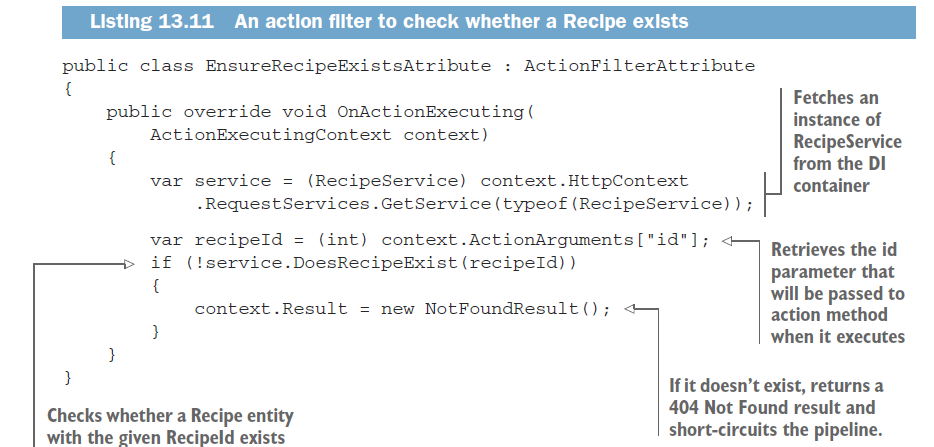 Listing 13.11 An action filter to check whether a Recipe exists
public class EnsureRecipeExistsAtribute : ActionFilterAttribute
{
public override void OnActionExecuting(
ActionExecutingContext context)
{
var service = (RecipeService) context.HttpContext
.RequestServices.GetService(typeof(RecipeService));
Fetches an
instance of
RecipeService
from the DI
container
var recipeId = (int) context.ActionArguments["id"];
if (!service.DoesRecipeExist(recipeId))
{
context.Result = new NotFoundResult();
}
}
}
Retrieves the id
parameter that
will be passed to
action method
when it executes
Checks whether a Recipe entity
with the given RecipeId exists
If it doesn't exist, returns a
404 Not Found result and
short-circuits the pipeline.